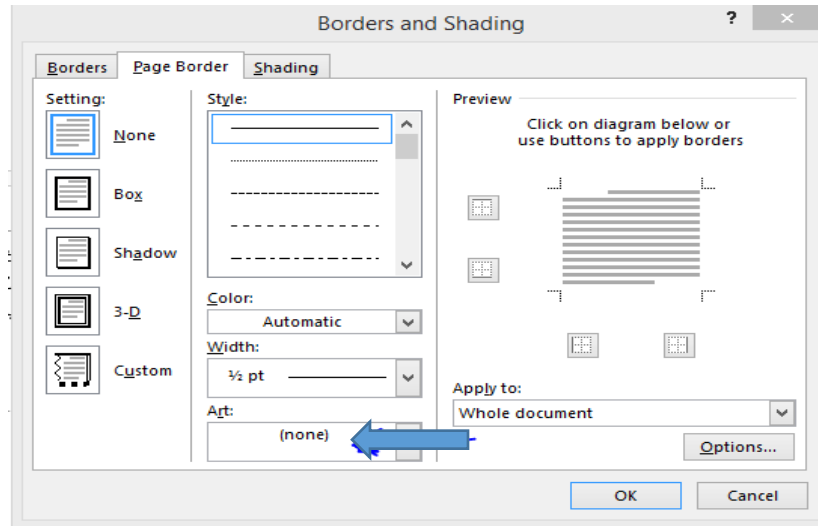 Borders and Shading
?
Borders Page Border Shading
Setting:
None
Box
Shadow
3-D
Custom
Style:
Color:
Automatic
Width:
½ pt
Art:
(none)
Preview
Click on diagram below or
use buttons to apply borders
Apply to:
Whole document
Options...
OK Cancel